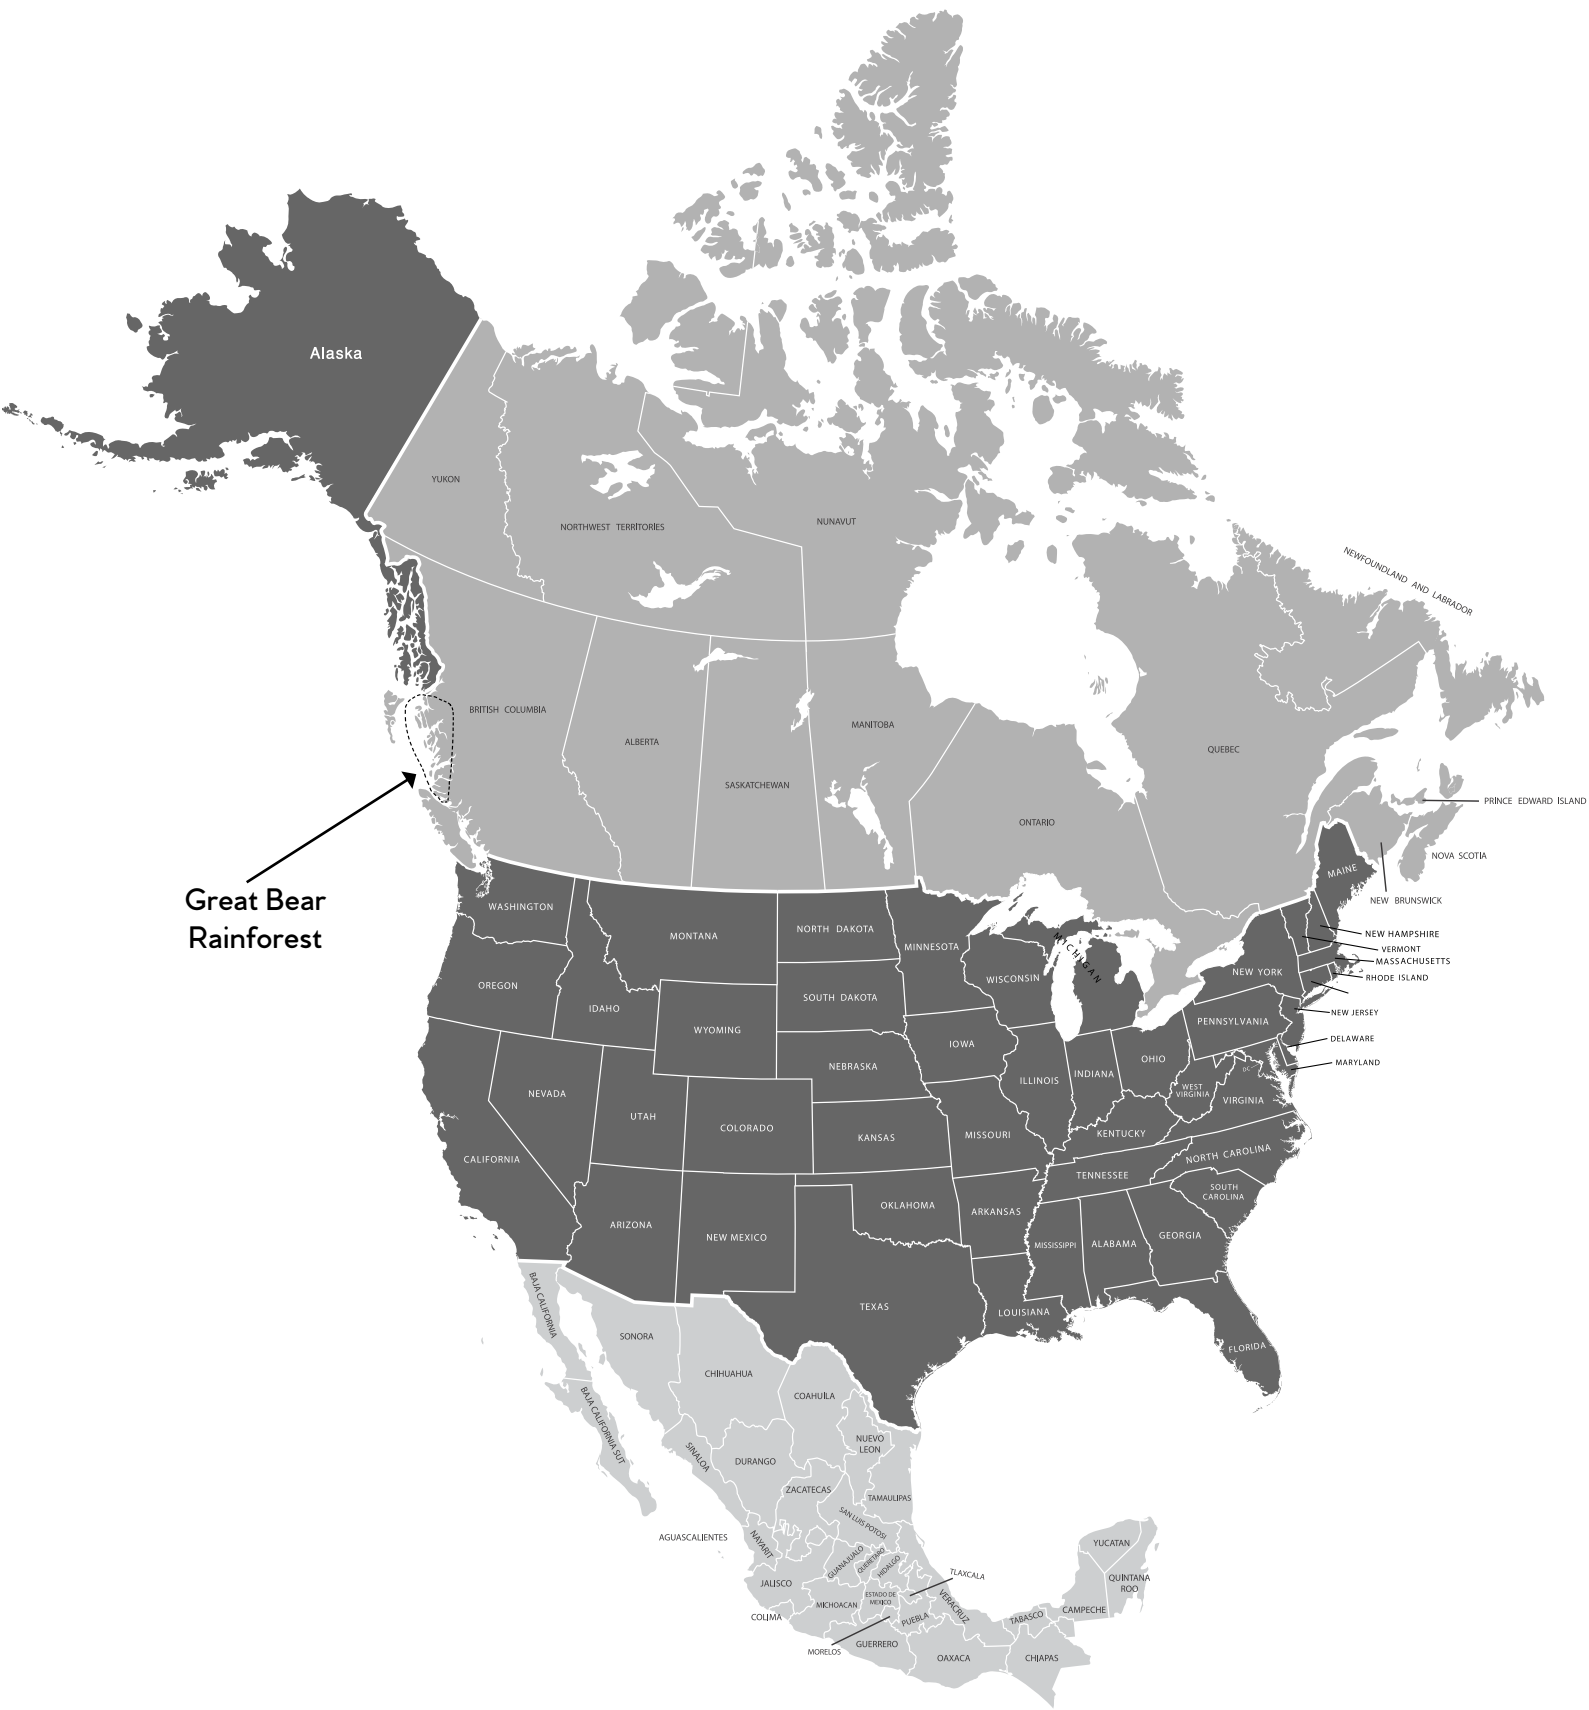 Alaska
YUKON
NORTHWEST TERRITORIES
NUNAVUT
NEWFOUNDLAND AND LABRADOR
BRITISH COLUMBIA
ALBERTA
SASKATCHEWAN
MANITOBA
ONTARIO
QUEBEC
PRINCE EDWARD ISLAND
NOVA SCOTIA
NEW BRUNSWICK
Great Bear
Rainforest
MAINE
NEW HAMPSHIRE
VERMONT
MASSACHUSETTS
RHODE ISLAND
NEW JERSEY
DELAWARE
MARYLAND
DC
WASHINGTON
MONTANA
NORTH DAKOTA
MINNESOTA
MICHIGAN
WISCONSIN
NEW YORK
OREGON
IDAHO
SOUTH DAKOTA
WYOMING
PENNSYLVANIA
IOWA
NEBRASKA
ILLINOIS
INDIANA
OHIO
WEST
VIRGINIA
VIRGINIA
NEVADA
UTAH
COLORADO
KANSAS
MISSOURI
KENTUCKY
CALIFORNIA
NORTH CAROLINA
TENNESSEE
SOUTH
CAROLINA
ARIZONA
NEW MEXICO
OKLAHOMA
ARKANSAS
MISSISSIPPI
ALABAMA
GEORGIA
TEXAS
LOUISIANA
FLORIDA
BAJA CALIFORNIA
SONORA
CHIHUAHUA
COAHUILA
BAJA CALIFORNIA SUT
SINALOA
DURANGO
NUEVO
LEON
ZACATECAS
TAMAULIPAS
SAN LUIS POTOSI
AGUASCALIENTES
NAYARIT
GUANAJUALO
QUERETARO
HIDALGO
TLAXCALA
JALISCO
MICHOACAN
ESTADO DE
MEXICO
VERACRUZ
COLIMA
PUEBLA
MORELOS
GUERRERO
OAXACA
TABASCO
CHIAPAS
CAMPECHE
YUCATAN
QUINTANA
ROO